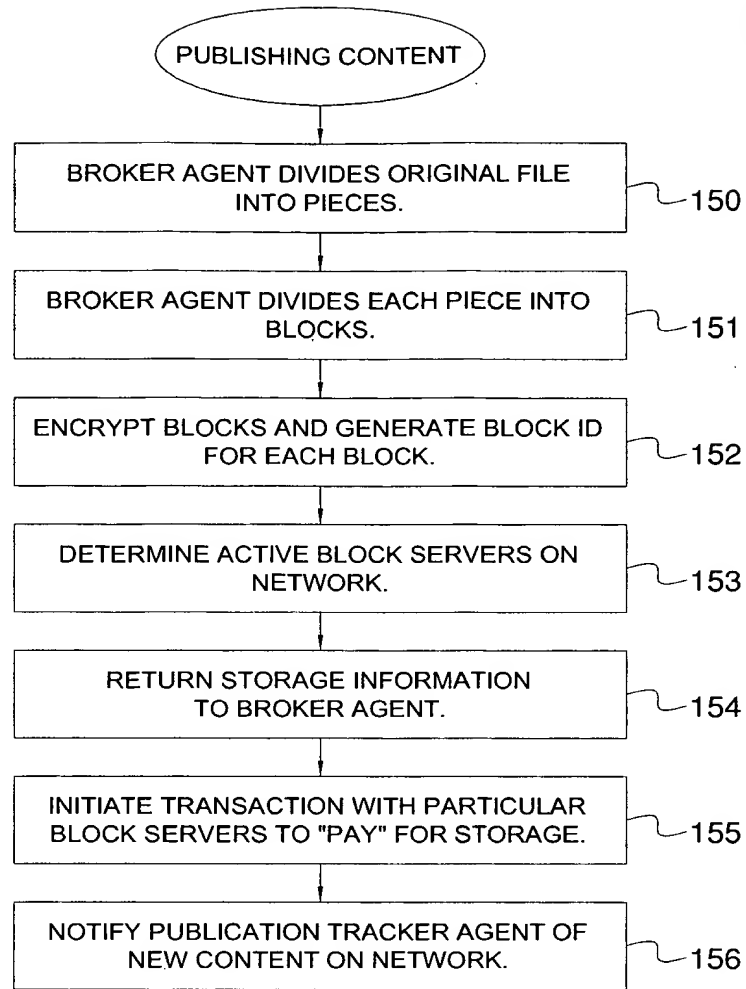 PUBLISHING CONTENT
BROKER AGENT DIVIDES ORIGINAL FILE
INTO PIECES.
150
BROKER AGENT DIVIDES EACH PIECE INTO
BLOCKS.
151
ENCRYPT BLOCKS AND GENERATE BLOCK ID
FOR EACH BLOCK.
152
DETERMINE ACTIVE BLOCK SERVERS ON
NETWORK.
153
RETURN STORAGE INFORMATION
TO BROKER AGENT.
154
INITIATE TRANSACTION WITH PARTICULAR
BLOCK SERVERS TO "PAY" FOR STORAGE.
155
NOTIFY PUBLICATION TRACKER AGENT OF
NEW CONTENT ON NETWORK.
156